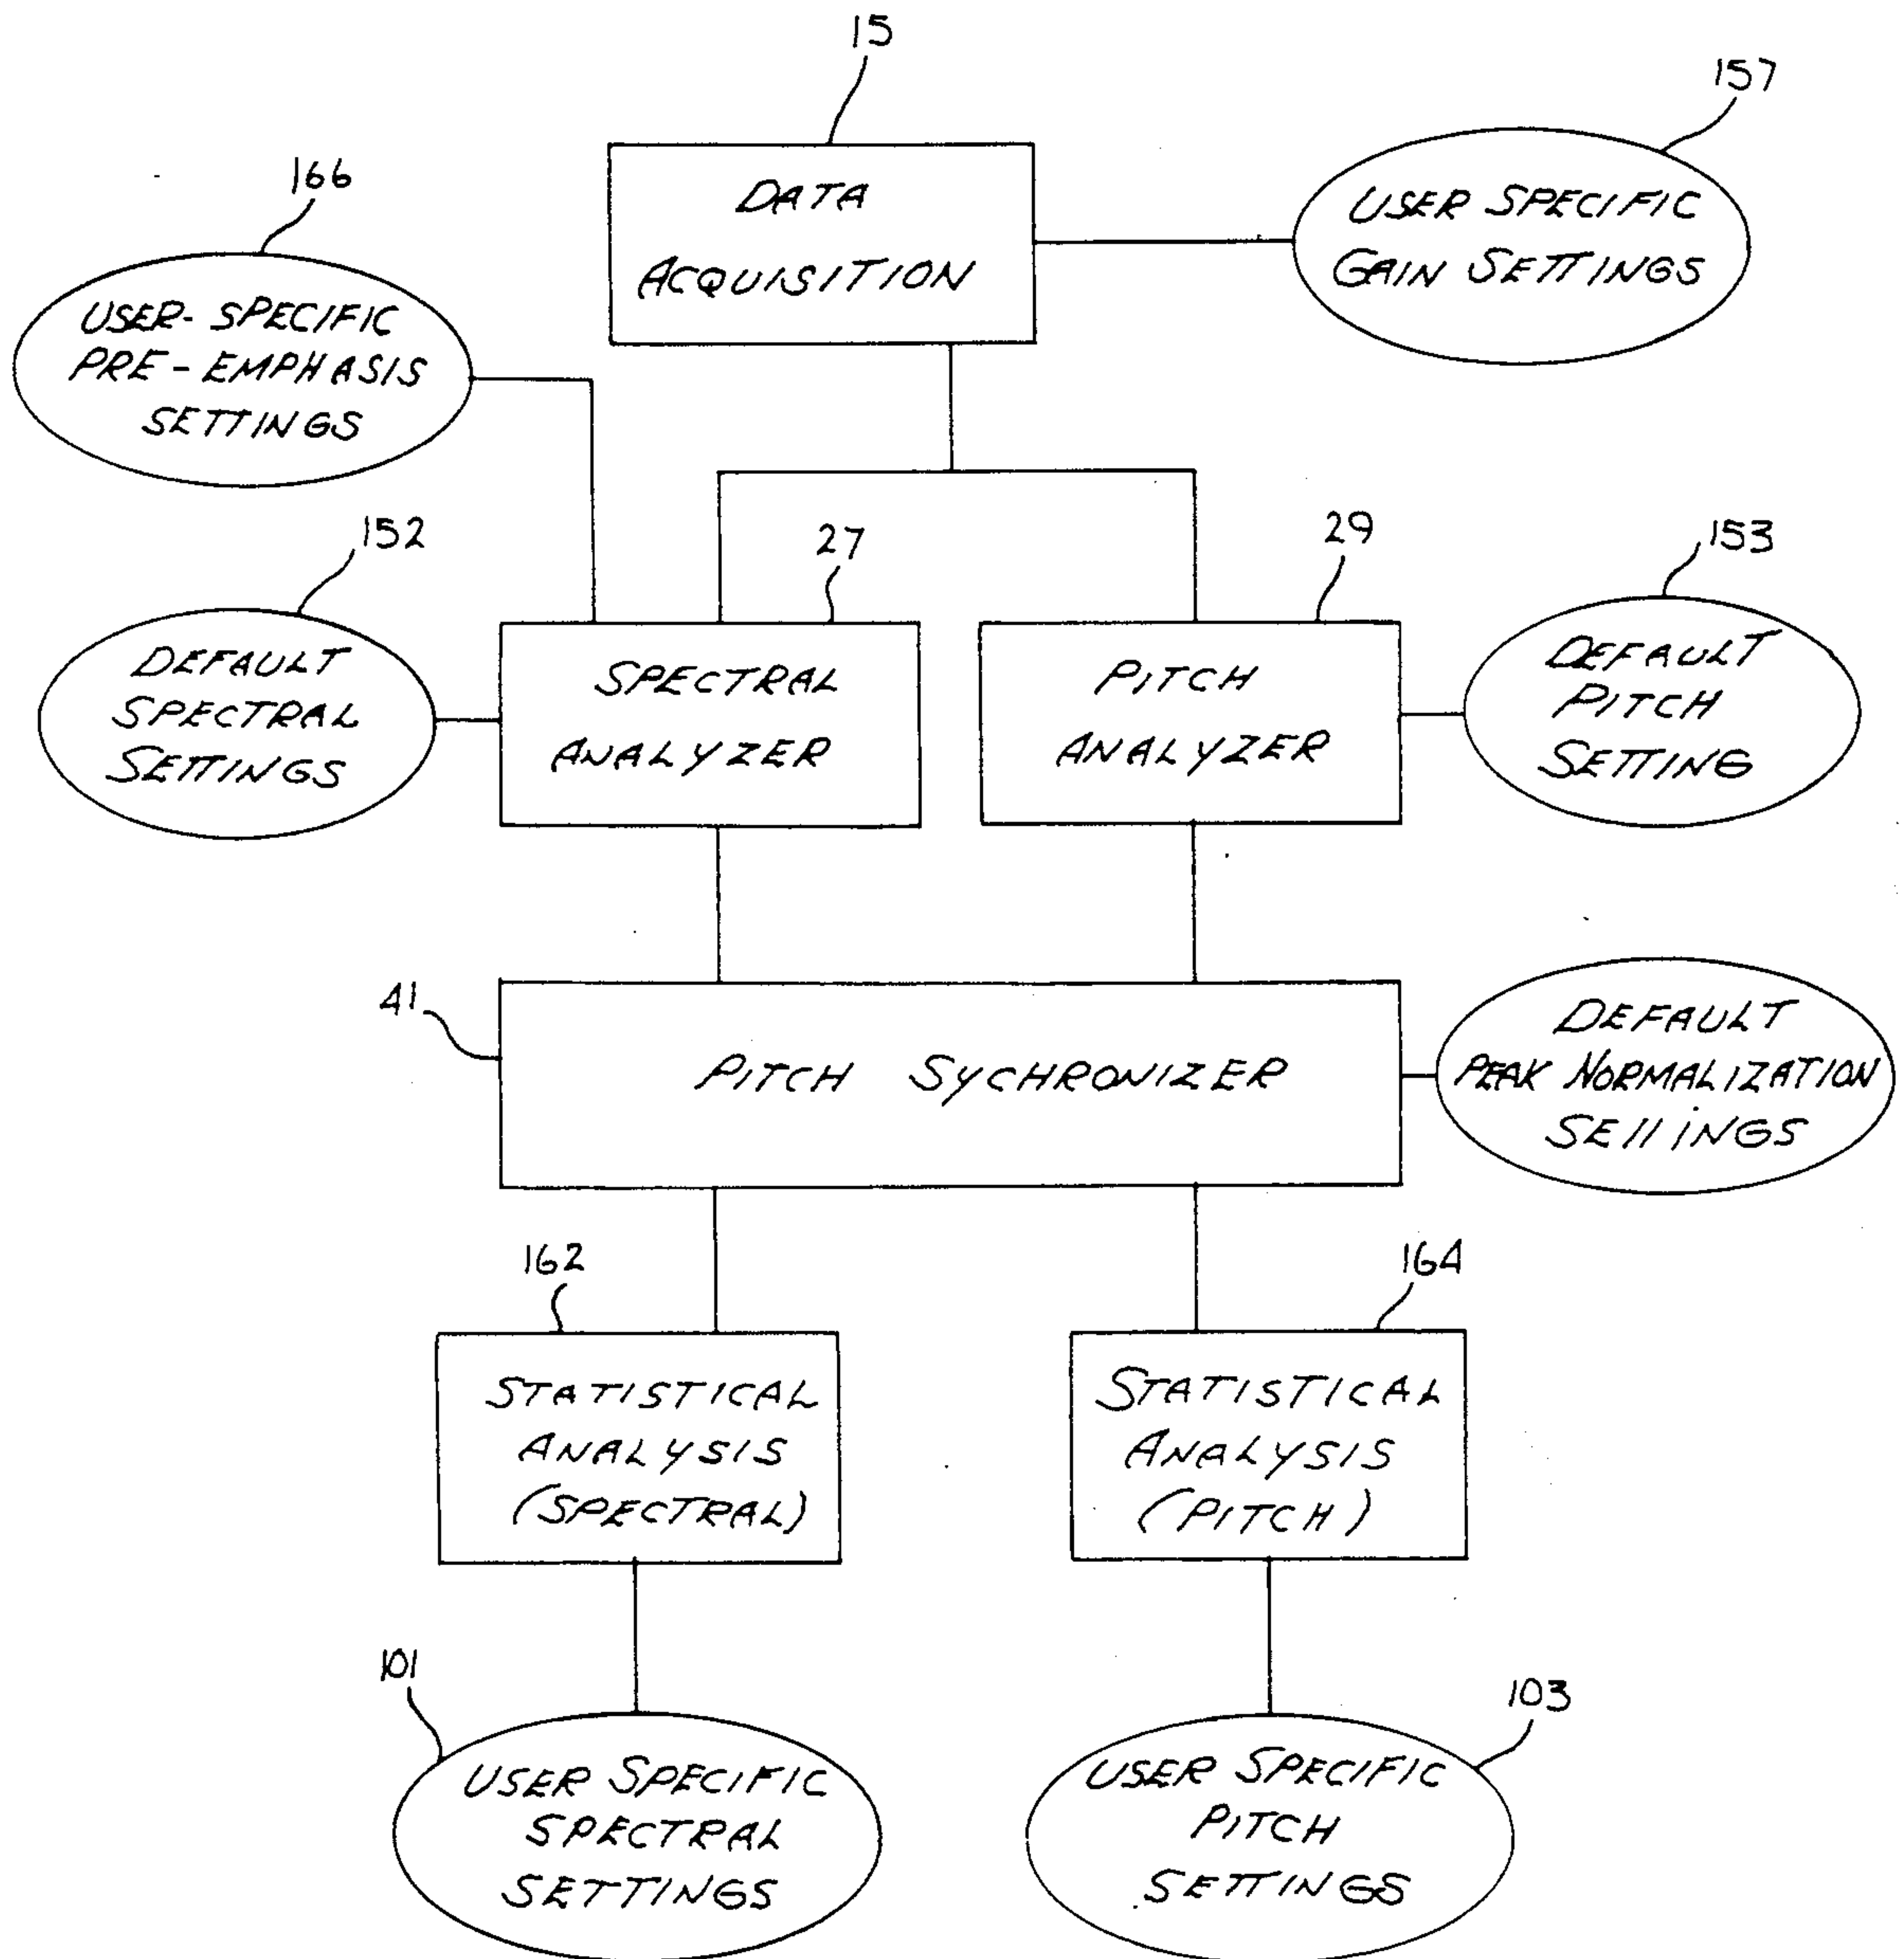 15
157
DATA
ACQUISITION
USER SPECIFIC
GAIN SETTINGS
166
USER-SPECIFIC
PRE-EMPHASIS
SETTINGS
152
27
29
153
DEFAULT
SPECTRAL
SETTINGS
SPECTRAL
ANALYZER
PITCH
ANALYZER
DEFAULT
PITCH
SETTING
41
PITCH SYCHRONIZER
DEFAULT
PEAK NORMALIZATION
SETTINGS
162
164
STATISTICAL
ANALYSIS
(SPECTRAL)
STATISTICAL
ANALYSIS
(PITCH)
101
103
USER SPECIFIC
SPECTRAL
SETTINGS
USER SPECIFIC
PITCH
SETTINGS